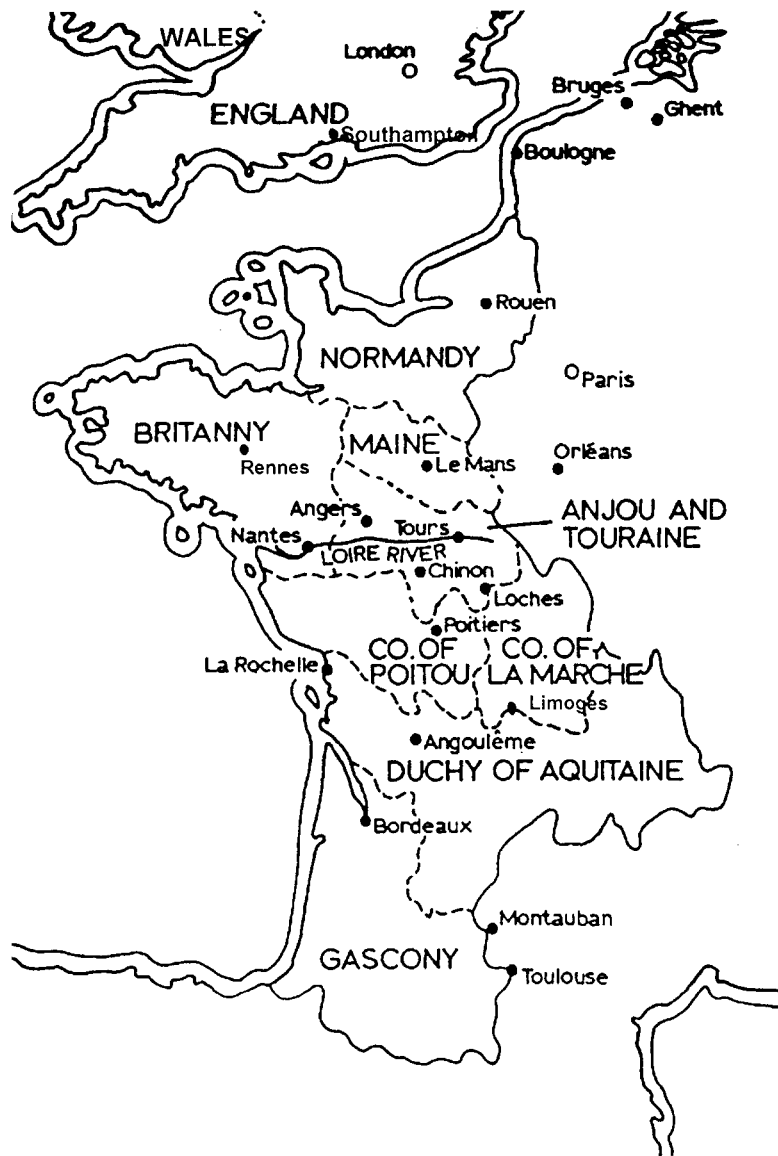 WALES
London
Bruges
ENGLAND
Ghent
Southampton
Boulogne
Rouen
NORMANDY
Paris
BRITANNY
MAINE
Orléans
Rennes
Le Mans
Angers
ANJOU AND
TOURAINE
Nantes
Tours
LOIRE RIVER
Chinon
Loches
Poitiers
CO. OF
POITOU
CO. OF
LA MARCHE
La Rochelle
Limoges
Angoulême
DUCHY OF AQUITAINE
Bordeaux
Montauban
GASCONY
Toulouse